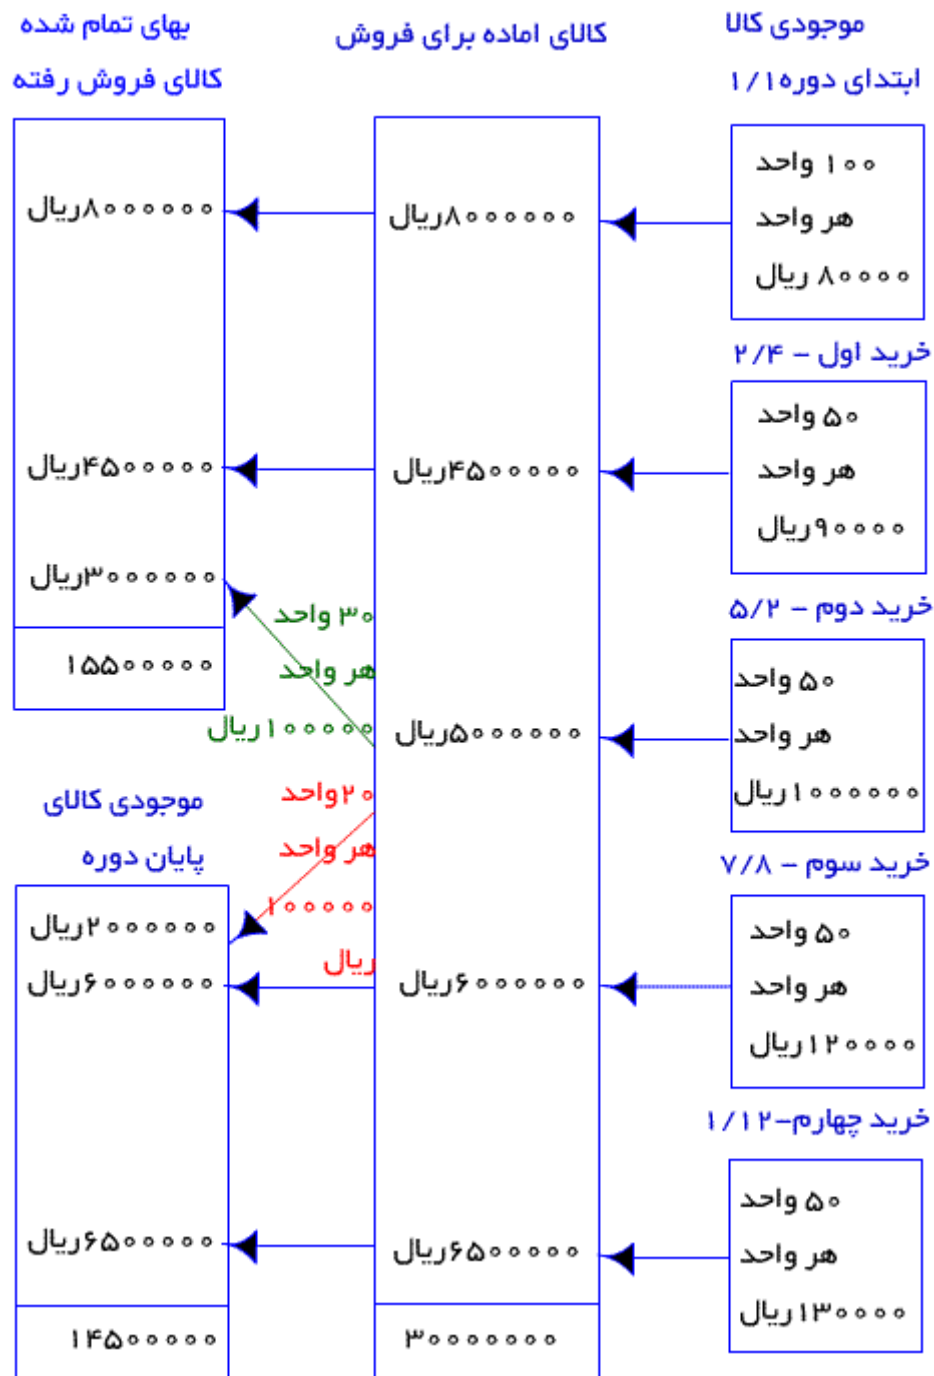 موجودی کالا
ابتدای دوره۱/۱
۱۰۰ واحد
هر واحد
۸۰۰۰۰ ریال
خرید اول – ۲/۴
۵۰ واحد
هر واحد
۹۰۰۰۰ریال
خرید دوم – ۵/۲
۵۰ واحد
هر واحد
۱۰۰۰۰۰۰ریال
خرید سوم – ۷/۸
۵۰ واحد
هر واحد
۱۲۰۰۰۰ریال
خرید چهارم–۱/۱۲
۵۰ واحد
هر واحد
۱۳۰۰۰۰ریال
کالای اماده برای فروش
۸۰۰۰۰۰۰ریال
۴۵۰۰۰۰۰ریال
۵۰۰۰۰۰۰ریال
۶۰۰۰۰۰۰ریال
۶۵۰۰۰۰۰ریال
۳۰۰۰۰۰۰۰
۳۰ واحد
هر واحد
۱۰۰۰۰۰ریال
۲۰واحد
هر واحد
۱۰۰۰۰۰
ریال
بهای تمام شده
کالای فروش رفته
۸۰۰۰۰۰۰ریال
۴۵۰۰۰۰۰ریال
۳۰۰۰۰۰۰ریال
۱۵۵۰۰۰۰۰
موجودی کالای
پایان دوره
۲۰۰۰۰۰۰ریال
۶۰۰۰۰۰۰ریال
۶۵۰۰۰۰۰ریال
۱۴۵۰۰۰۰۰